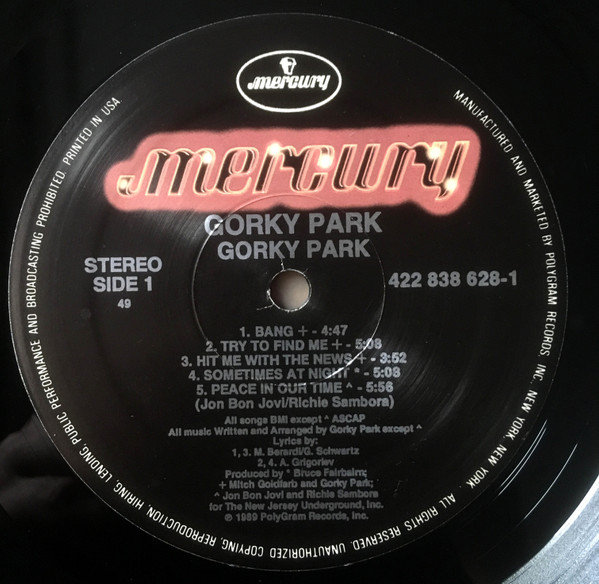 mercury
mercury
GORKY PARK
GORKY PARK
STEREO
SIDE 1
49
422 838 628-1
1. BANG + - 4:47
2. TRY TO FIND ME + - 5:08
3. HIT ME WITH THE NEWS + - 3:52
4. SOMETIMES AT NIGHT * - 5:08
5. PEACE IN OUR TIME ^ - 5:56
(Jon Bon Jovi/Richie Sambora)
All songs BMI except ^ ASCAP
All music Written and Arranged by Gorky Park except ^
Lyrics by:
1, 3. M. Berardi/G. Schwartz
2, 4. A. Grigoriev
Produced by * Bruce Fairbairn;
+ Mitch Goldfarb and Gorky Park;
^ Jon Bon Jovi and Richie Sambora
for The New Jersey Underground, Inc.
℗ 1989 PolyGram Records, Inc.
MANUFACTURED AND MARKETED BY POLYGRAM RECORDS INC. NEW YORK, NEW YORK ALL RIGHTS RESERVED. UNAUTHORIZED COPYING, REPRODUCTION, HIRING, LENDING, PUBLIC PERFORMANCE AND BROADCASTING PROHIBITED. PRINTED IN USA